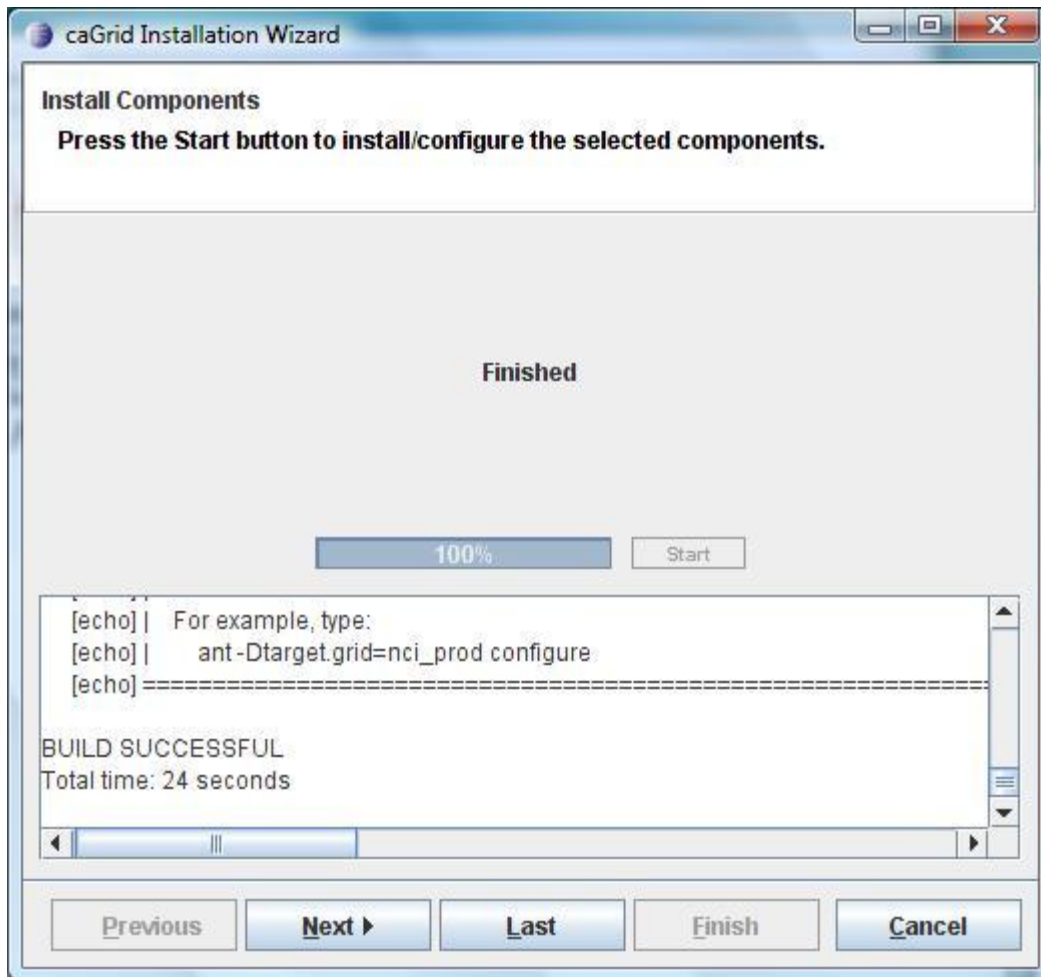 caGrid Installation Wizard
Install Components
Press the Start button to install/configure the selected components.
Finished
100%
Start
[echo] |
[echo] | For example, type:
[echo] | ant -Dtarget.grid=nci_prod configure
[echo] =============================================================
BUILD SUCCESSFUL
Total time: 24 seconds
Previous
Next
Last
Finish
Cancel